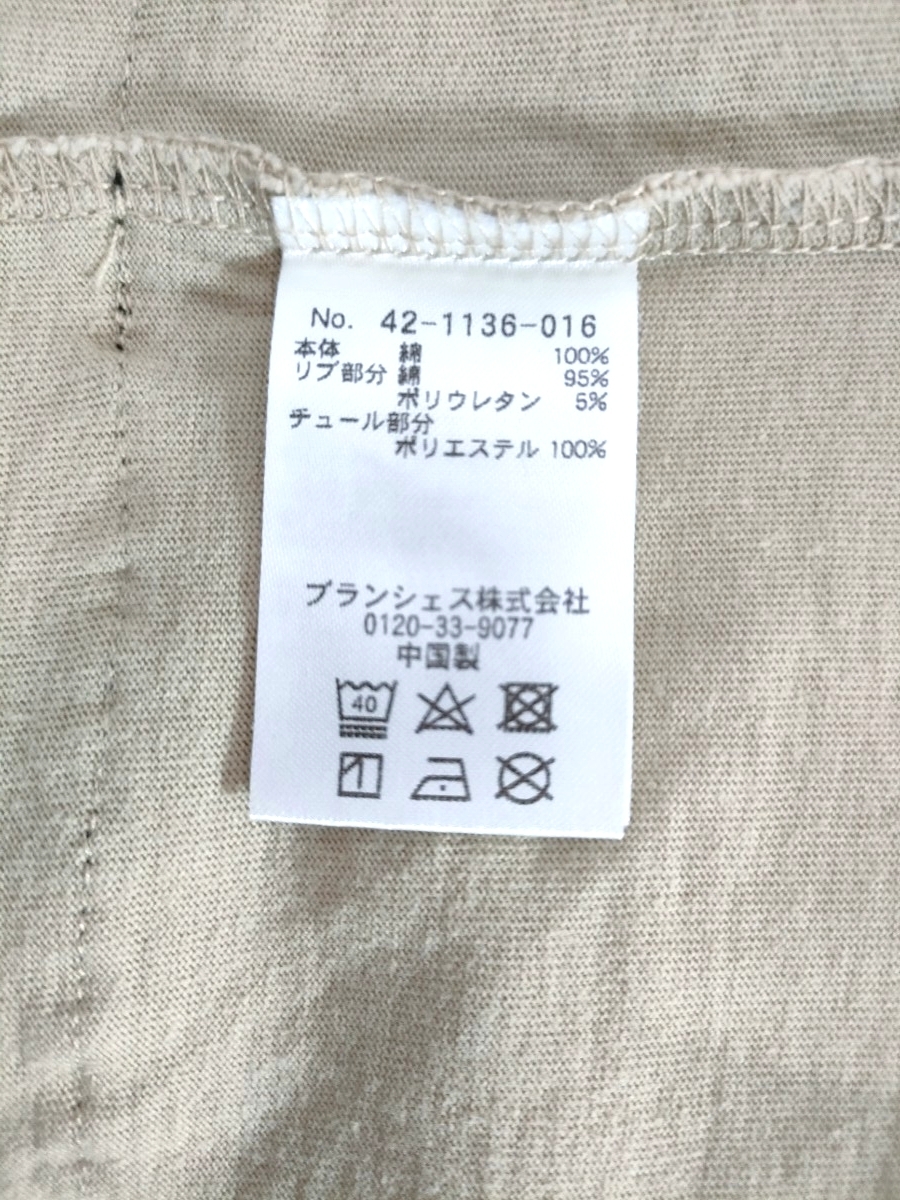 No. 42-1136-016
本体 綿 100%
リブ部分 綿 95%
ポリウレタン 5%
チュール部分
ポリエステル 100%
ブランシェス株式会社
0120-33-9077
中国製
40